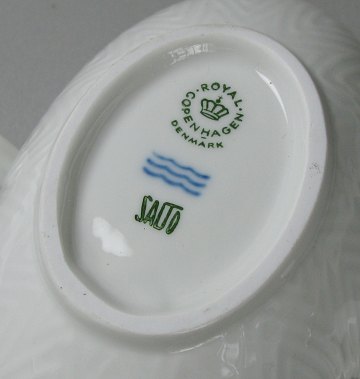 ROYAL
COPENHAGEN
DENMARK
SALTO